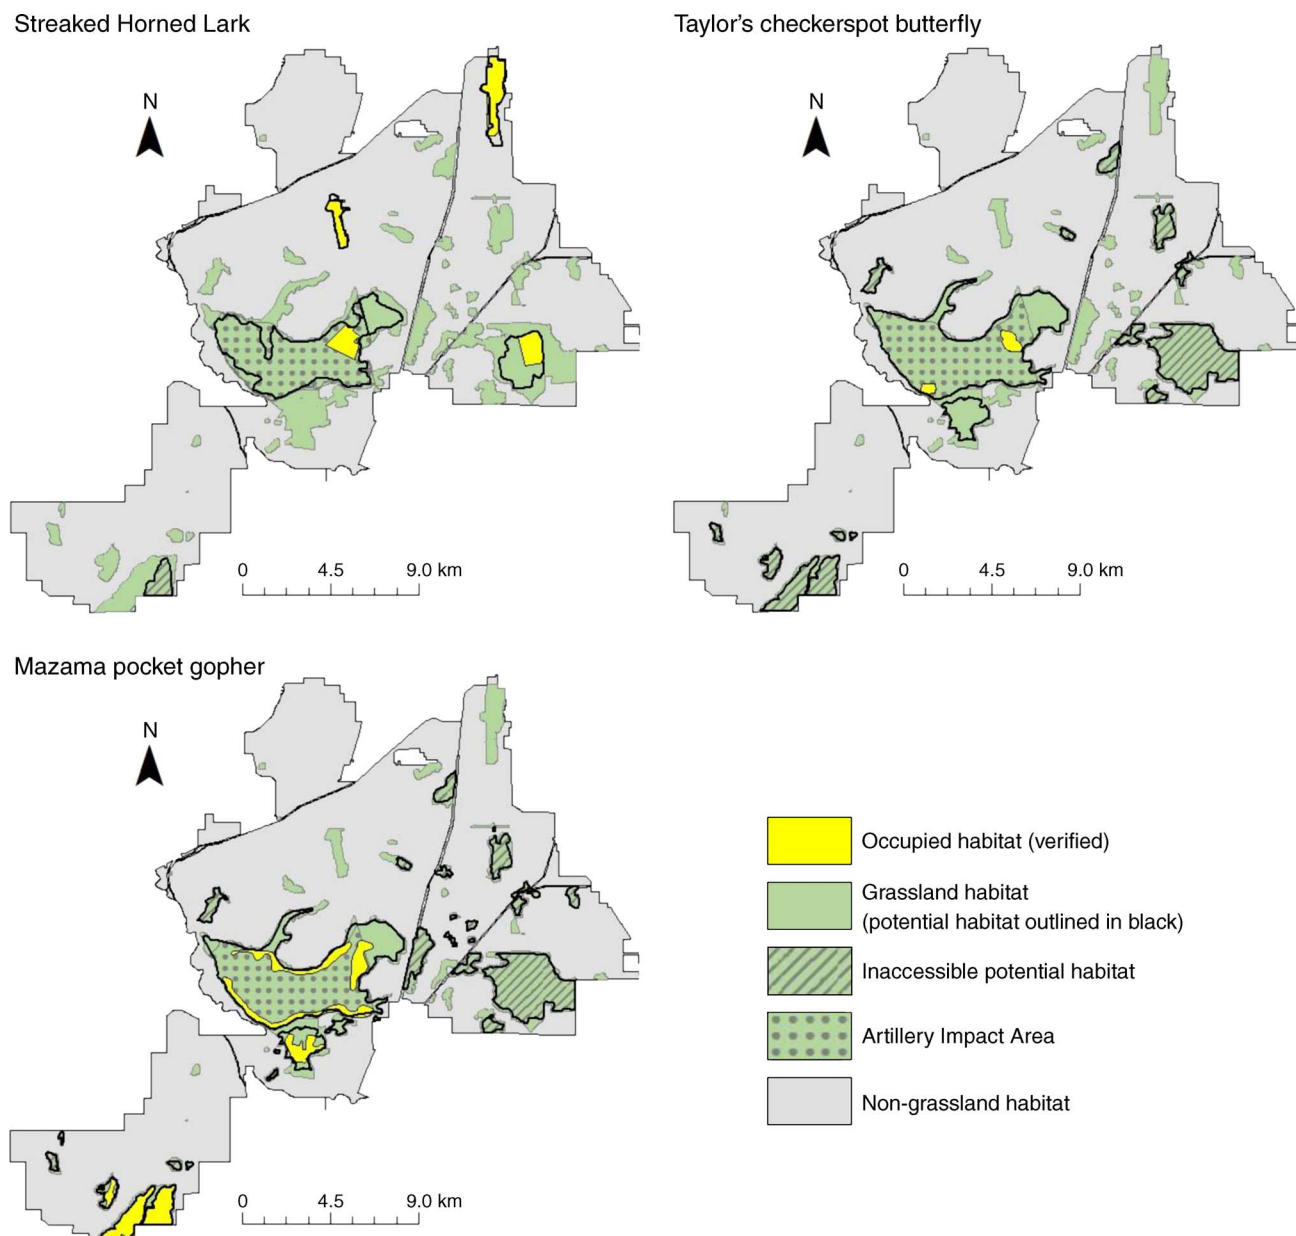 Streaked Horned Lark
Taylor's checkerspot butterfly
N
N
0 4.5 9.0 km
0 4.5 9.0 km
Mazama pocket gopher
N
Occupied habitat (verified)
Grassland habitat
(potential habitat outlined in black)
Inaccessible potential habitat
Artillery Impact Area
Non-grassland habitat
0 4.5 9.0 km